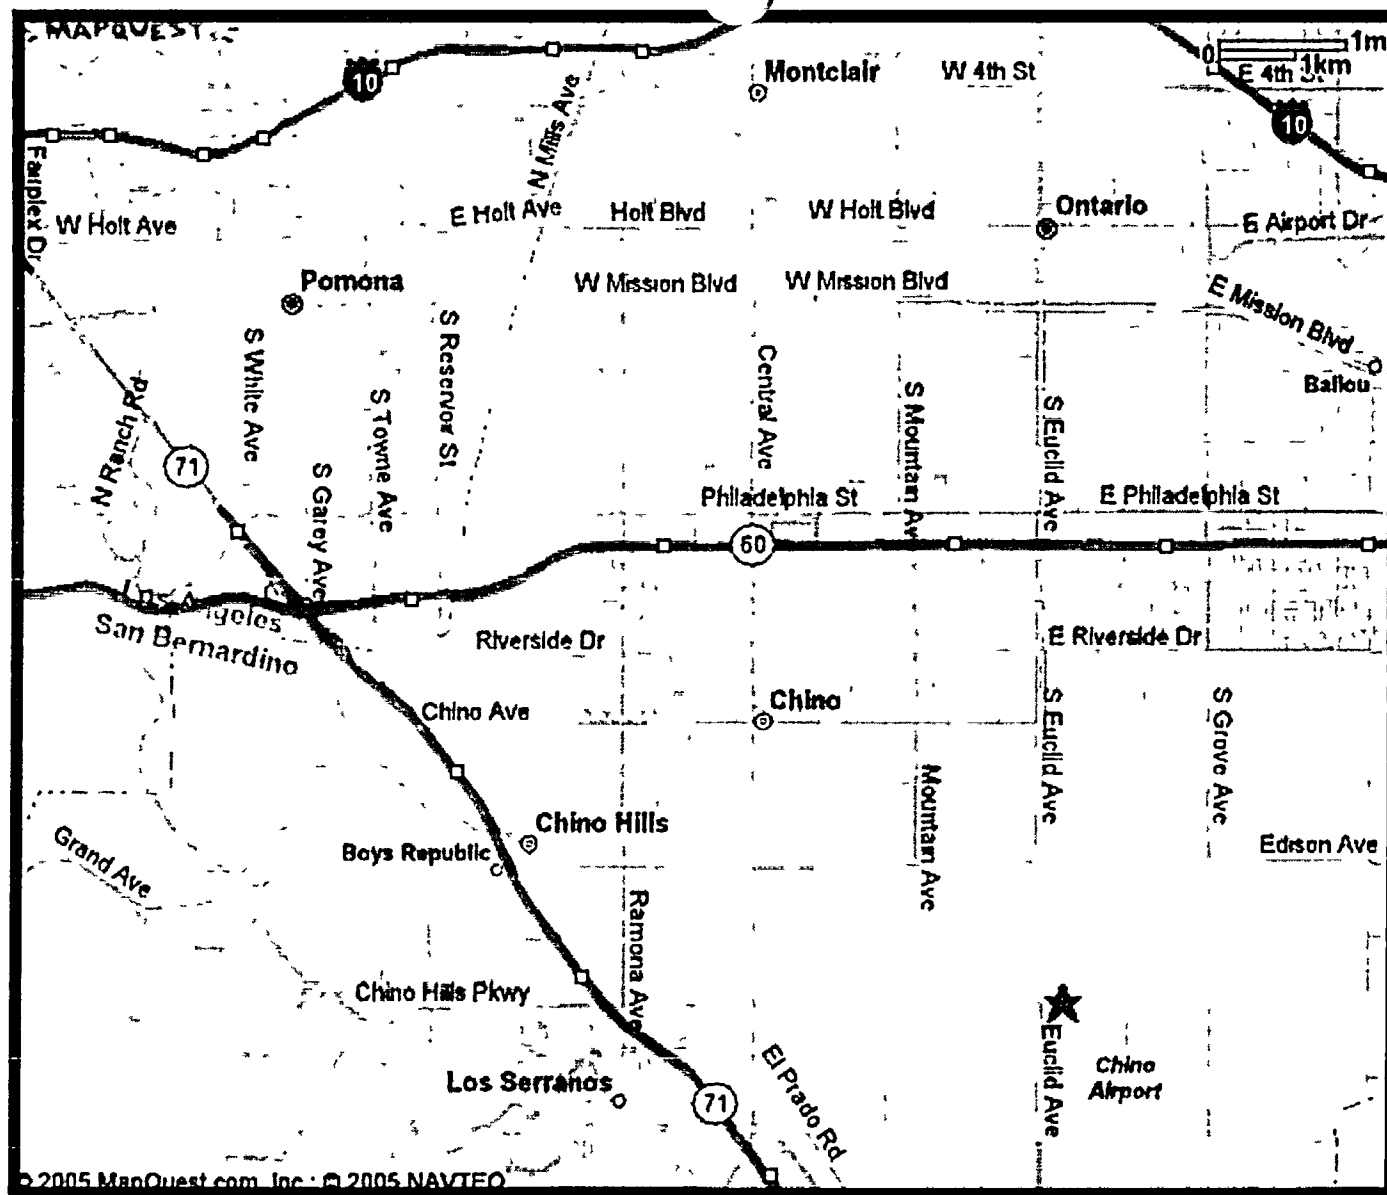 MAPQUEST
10
Montclair
W 4th St
0
1m
1km
E 4th St
10
Fairplex Dr
N Mills Ave
W Holt Ave
E Holt Ave
Holt Blvd
W Holt Blvd
Ontario
E Airport Dr
Pomona
W Mission Blvd
W Mission Blvd
E Mission Blvd
Ballou
S White Ave
S Reservoir St
Central Ave
N Ranch Rd
S Towne Ave
S Mountain Av
S Euclid Ave
71
S Garey Ave
Philadelphia St
E Philadelphia St
60
Los Angeles
San Bernardino
Riverside Dr
E Riverside Dr
Chino Ave
Chino
S Euclid Ave
S Grove Ave
Mountain Ave
Chino Hills
Boys Republic
Edison Ave
Grand Ave
Ramona Ave
Chino Hills Pkwy
Los Serranos
71
El Prado Rd
Euclid Ave
Chino
Airport
© 2005 MapQuest.com, Inc.; © 2005 NAVTEQ